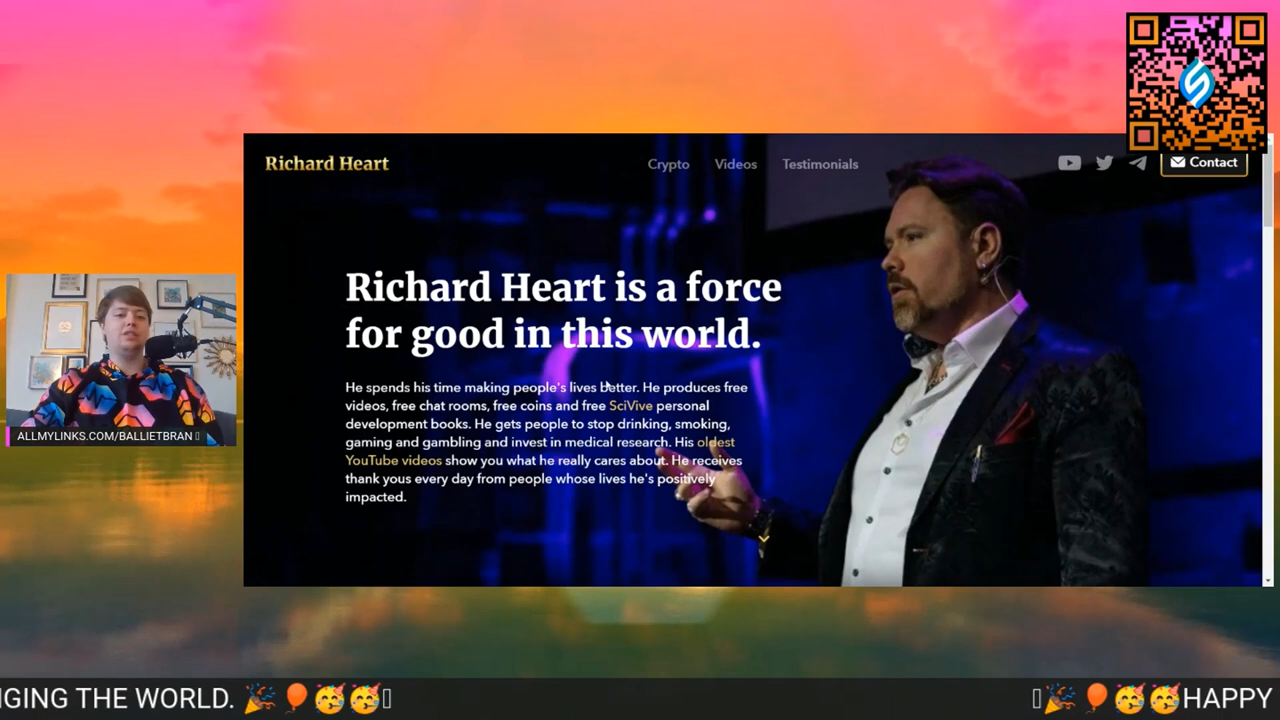 Richard Heart
Crypto
Videos
Testimonials
Contact
Richard Heart is a force
for good in this world.
He spends his time making people's lives better. He produces free
videos, free chat rooms, free coins and free SciVive personal
development books. He gets people to stop drinking, smoking,
gaming and gambling and invest in medical research. His oldest
YouTube videos show you what he really cares about. He receives
thank yous every day from people whose lives he's positively
impacted.
ALLMYLINKS.COM/BALLIETBRAN
NGING THE WORLD. 🎉🎈🥳🥳
🎉🎈🥳🥳HAPPY